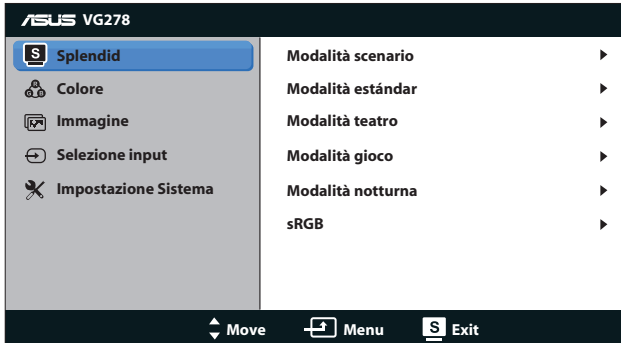 ASUS VG278
S Splendid
Colore
Immagine
Selezione input
Impostazione Sistema
Modalità scenario
Modalità estándar
Modalità teatro
Modalità gioco
Modalità notturna
sRGB
Move Menu S Exit